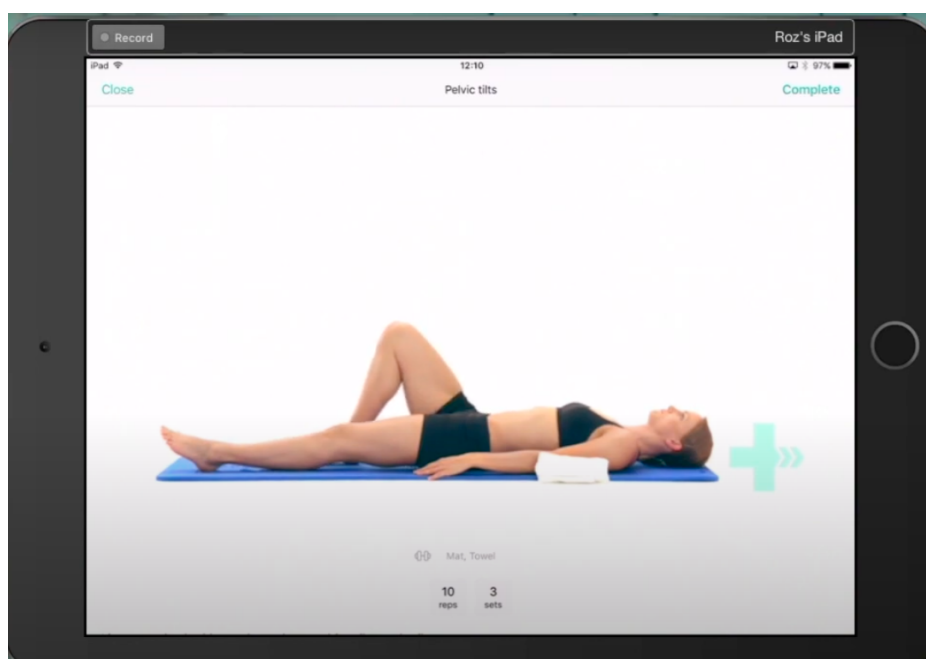 Record
Roz's iPad
iPad 12:10 97%
Close Pelvic tilts Complete
Mat, Towel
10 3
reps sets